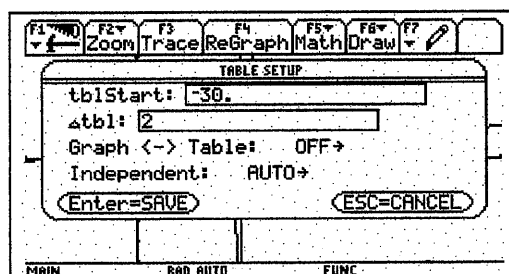 F1 F2 Zoom F3 Trace F4 ReGraph F5 Math F6 Draw F7
TABLE SETUP
tblStart: -30.
△tbl: 2
Graph <-> Table: OFF→
Independent: AUTO→
Enter=SAVE ESC=CANCEL
MAIN RAD AUTO FUNC